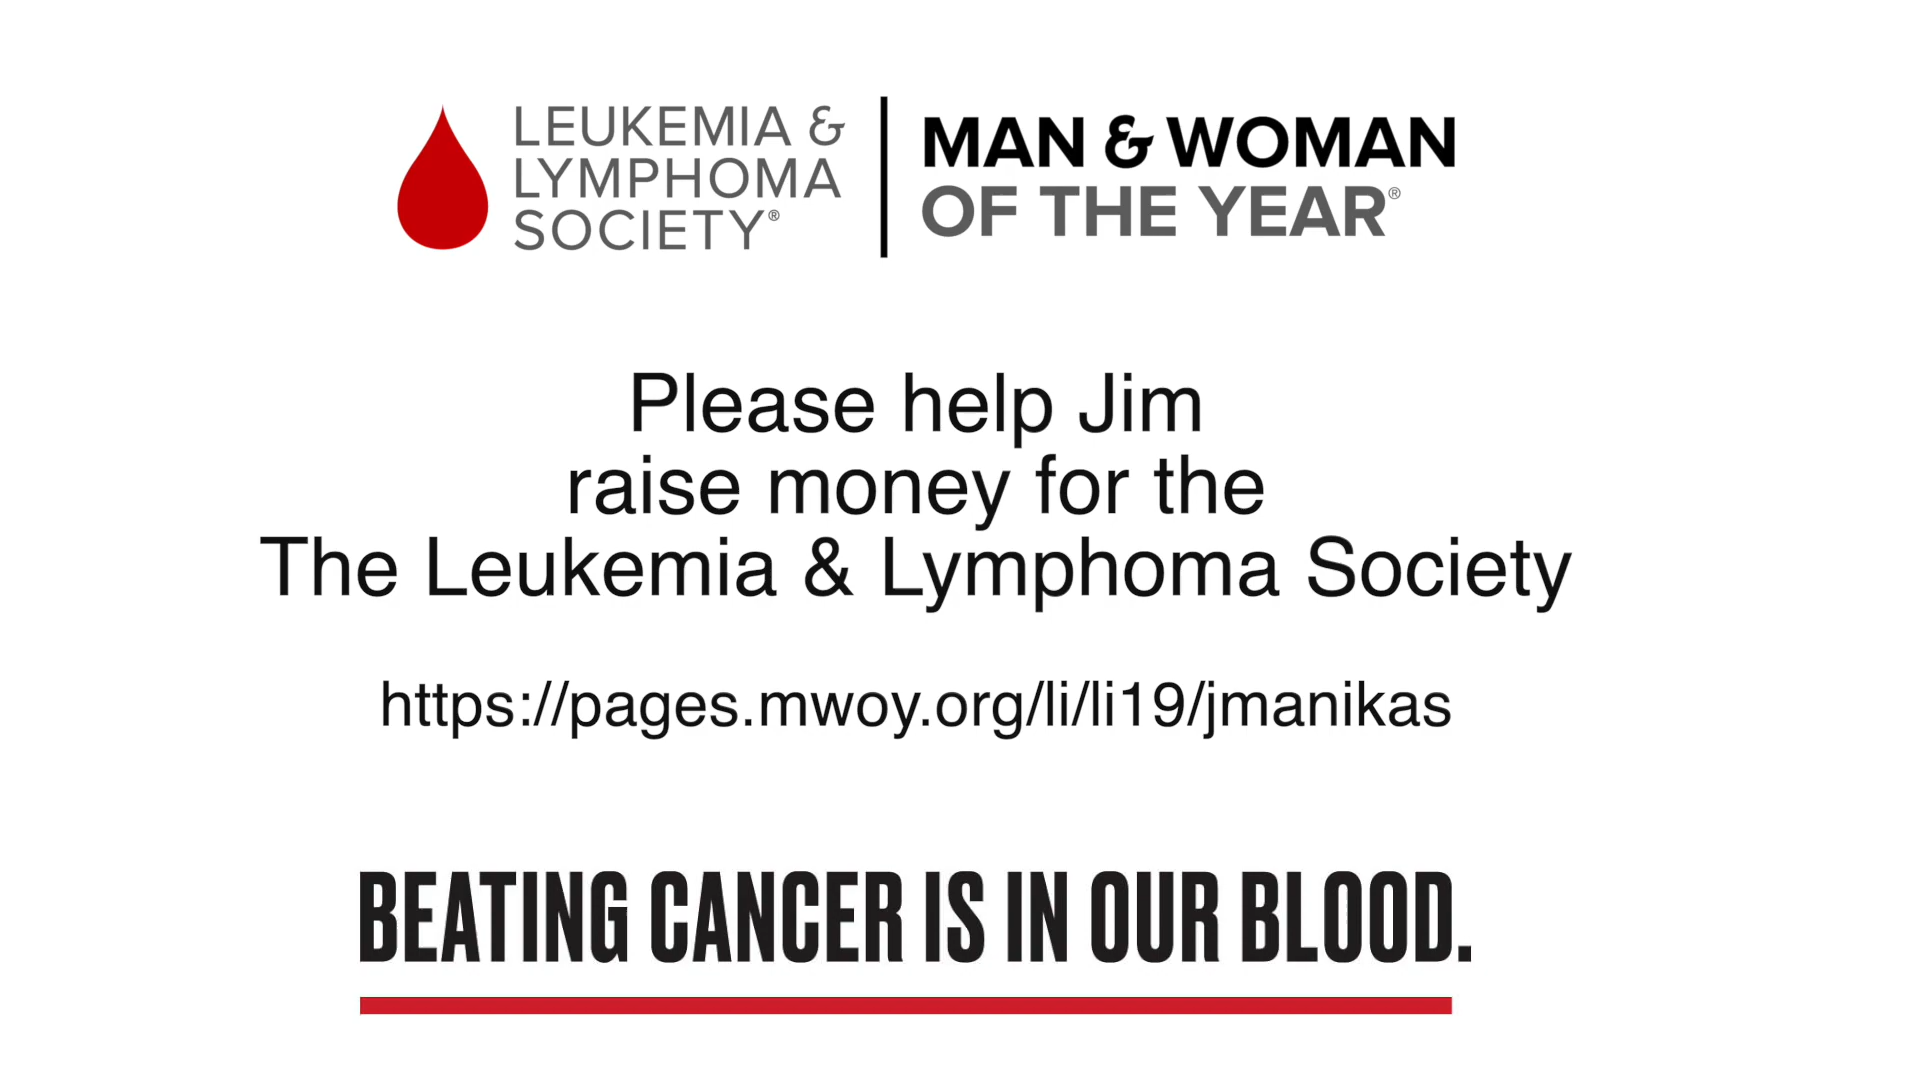 LEUKEMIA &
LYMPHOMA
SOCIETY®
MAN & WOMAN
OF THE YEAR®
Please help Jim
raise money for the
The Leukemia & Lymphoma Society
https://pages.mwoy.org/li/li19/jmanikas
BEATING CANCER IS IN OUR BLOOD.